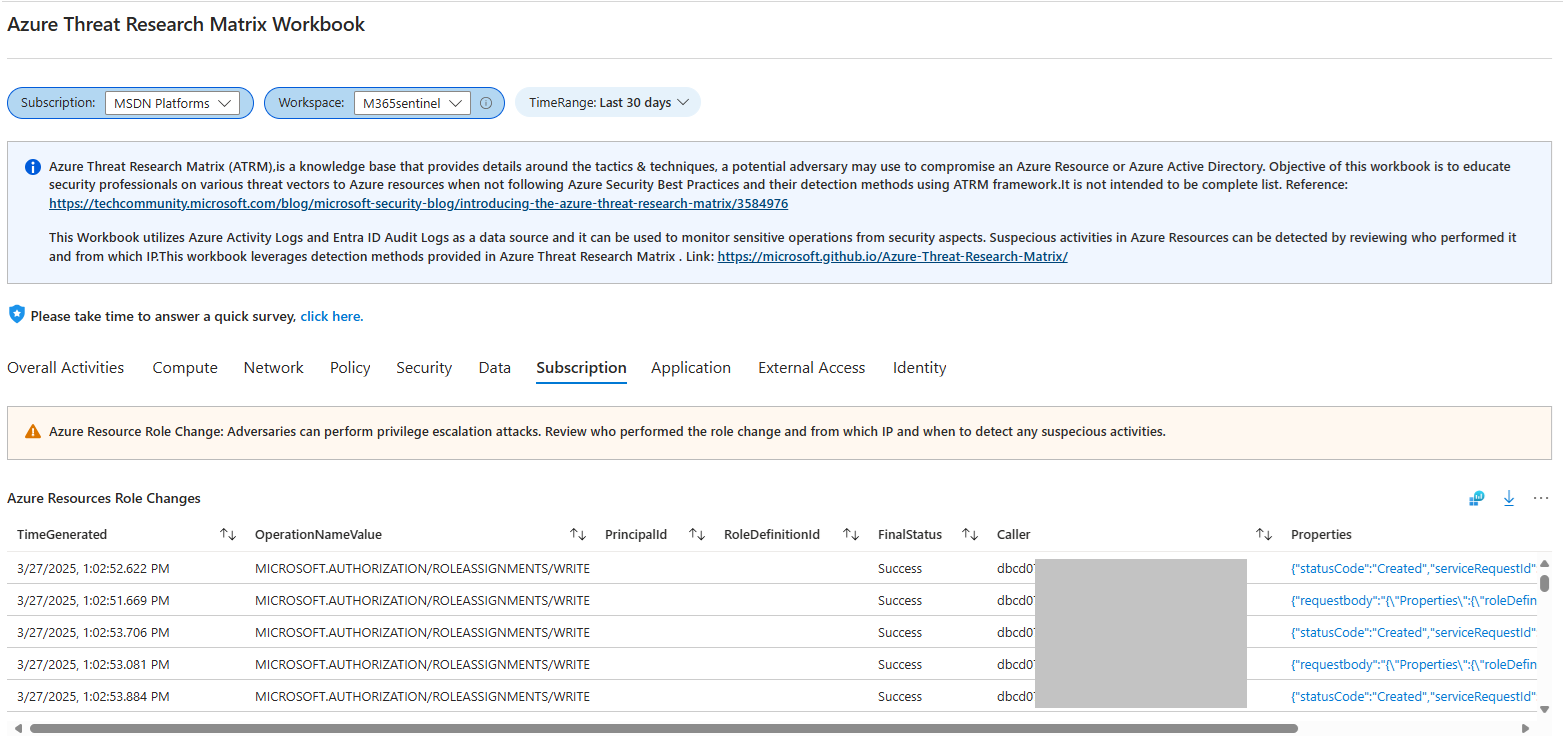 Azure Threat Research Matrix Workbook
Subscription: MSDN Platforms Workspace: M365sentinel TimeRange: Last 30 days
Azure Threat Research Matrix (ATRM),is a knowledge base that provides details around the tactics & techniques, a potential adversary may use to compromise an Azure Resource or Azure Active Directory. Objective of this workbook is to educate
security professionals on various threat vectors to Azure resources when not following Azure Security Best Practices and their detection methods using ATRM framework.It is not intended to be complete list. Reference:
https://techcommunity.microsoft.com/blog/microsoft-security-blog/introducing-the-azure-threat-research-matrix/3584976
This Workbook utilizes Azure Activity Logs and Entra ID Audit Logs as a data source and it can be used to monitor sensitive operations from security aspects. Suspecious activities in Azure Resources can be detected by reviewing who performed it
and from which IP.This workbook leverages detection methods provided in Azure Threat Research Matrix . Link: https://microsoft.github.io/Azure-Threat-Research-Matrix/
Please take time to answer a quick survey, click here.
Overall Activities Compute Network Policy Security Data Subscription Application External Access Identity
Azure Resource Role Change: Adversaries can perform privilege escalation attacks. Review who performed the role change and from which IP and when to detect any suspecious activities.
Azure Resources Role Changes
TimeGenerated OperationNameValue PrincipalId RoleDefinitionId FinalStatus Caller Properties
3/27/2025, 1:02:52.622 PM MICROSOFT.AUTHORIZATION/ROLEASSIGNMENTS/WRITE Success dbcd07 {"statusCode":"Created","serviceRequestId"
3/27/2025, 1:02:51.669 PM MICROSOFT.AUTHORIZATION/ROLEASSIGNMENTS/WRITE Success dbcd07 {"requestbody":"{\"Properties\":{\"roleDefin
3/27/2025, 1:02:53.706 PM MICROSOFT.AUTHORIZATION/ROLEASSIGNMENTS/WRITE Success dbcd07 {"statusCode":"Created","serviceRequestId"
3/27/2025, 1:02:53.081 PM MICROSOFT.AUTHORIZATION/ROLEASSIGNMENTS/WRITE Success dbcd07 {"requestbody":"{\"Properties\":{\"roleDefin
3/27/2025, 1:02:53.884 PM MICROSOFT.AUTHORIZATION/ROLEASSIGNMENTS/WRITE Success dbcd07 {"statusCode":"Created","serviceRequestId"